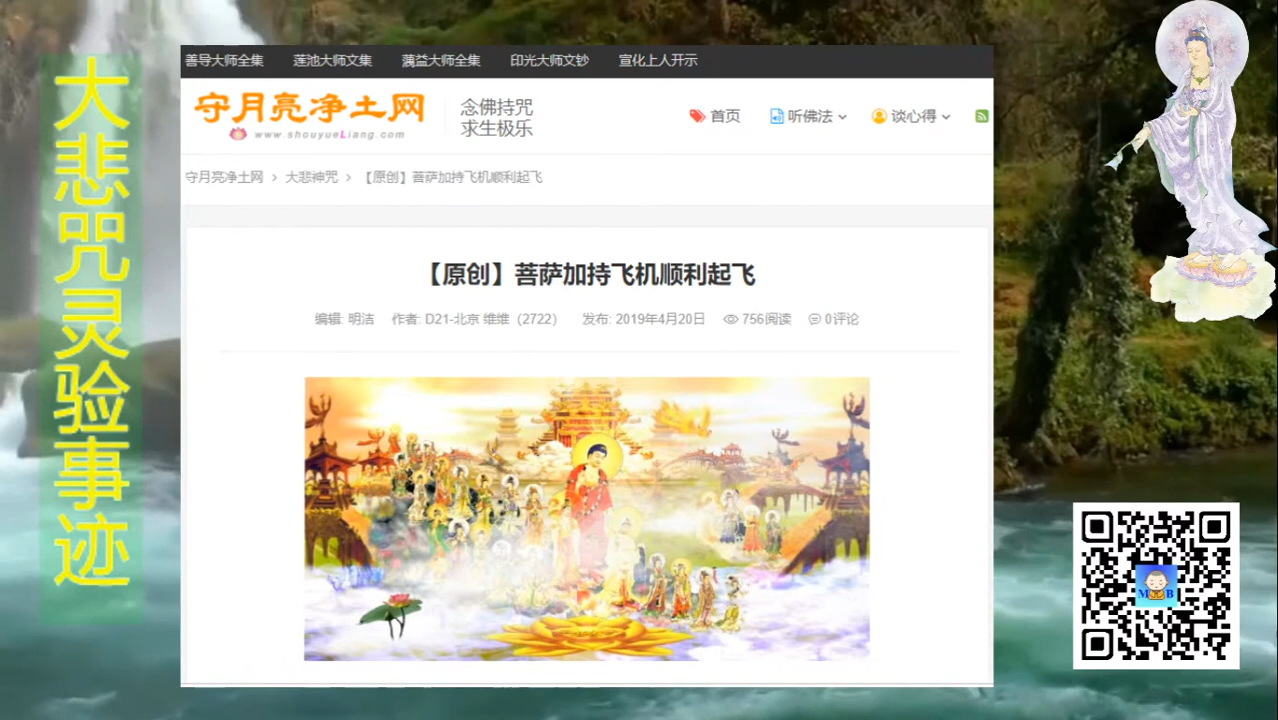 大悲咒灵验事迹
善导大师全集 莲池大师文集 蕅益大师全集 印光大师文钞 宣化上人开示
守月亮净土网
www.shouyueLiang.com
念佛持咒
求生极乐
首页 听佛法 谈心得
守月亮净土网 > 大悲神咒 > 【原创】菩萨加持飞机顺利起飞
【原创】菩萨加持飞机顺利起飞
编辑: 明洁 作者: D21-北京 维维（2722） 发布: 2019年4月20日 756阅读 0评论
M B